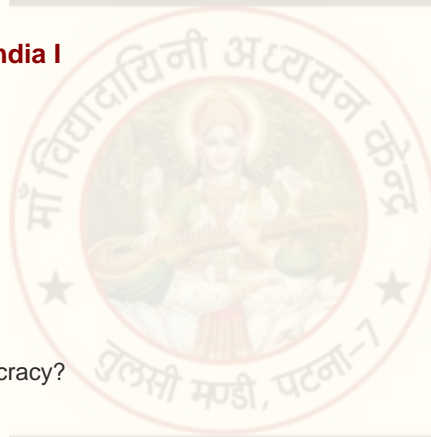 ndia I
माँ विद्यादायिनी अध्ययन केन्द्र
cracy?
तुलसी मण्डी, पटना-7